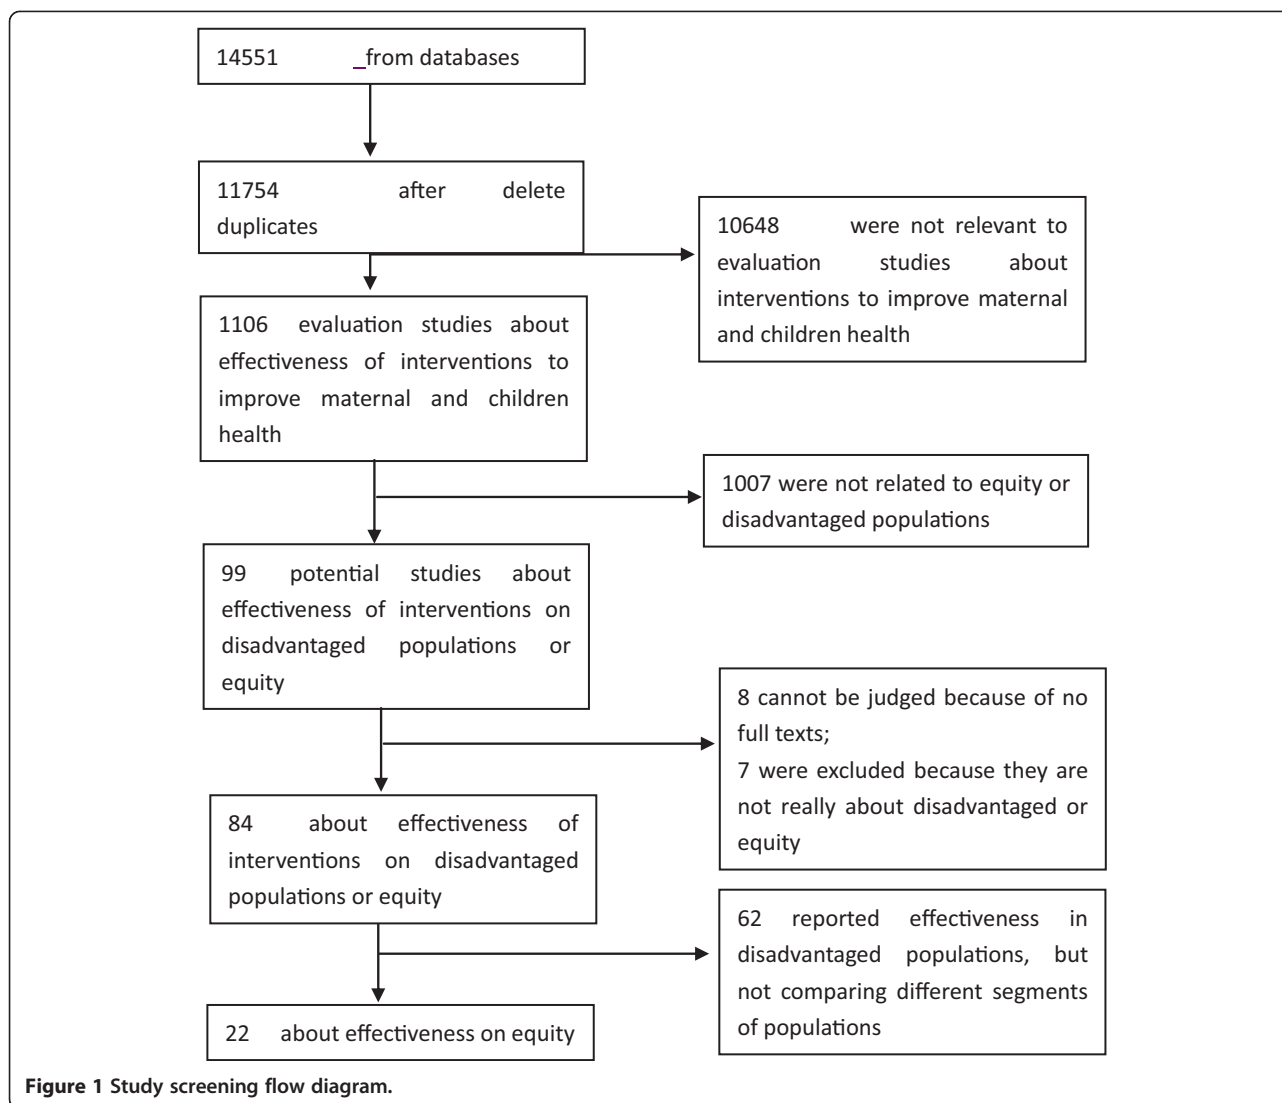 14551 _from databases
11754 after delete
duplicates
10648 were not relevant to
evaluation studies about
interventions to improve maternal
and children health
1106 evaluation studies about
effectiveness of interventions to
improve maternal and children
health
1007 were not related to equity or
disadvantaged populations
99 potential studies about
effectiveness of interventions on
disadvantaged populations or
equity
8 cannot be judged because of no
full texts;
7 were excluded because they are
not really about disadvantaged or
equity
84 about effectiveness of
interventions on disadvantaged
populations or equity
62 reported effectiveness in
disadvantaged populations, but
not comparing different segments
of populations
22 about effectiveness on equity
Figure 1 Study screening flow diagram.